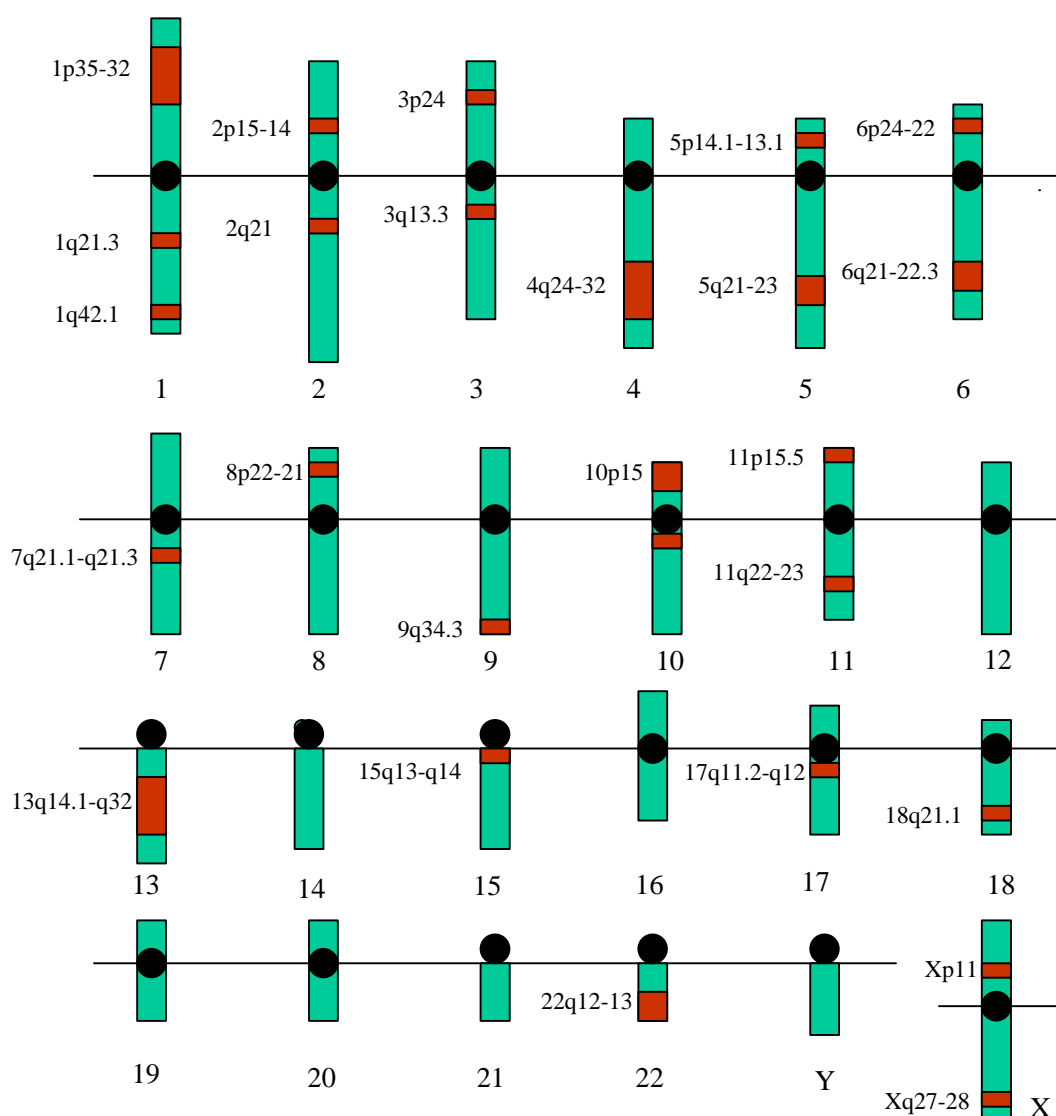 1p35-32
3p24
2p15-14
6p24-22
5p14.1-13.1
.
3q13.3
2q21
1q21.3
6q21-22.3
4q24-32
5q21-23
1q42.1
1
2
3
4
5
6
11p15.5
8p22-21
10p15
7q21.1-q21.3
11q22-23
9q34.3
7
8
9
10
11
12
15q13-q14
17q11.2-q12
13q14.1-q32
18q21.1
13
14
15
16
17
18
Xp11
22q12-13
19
20
21
22
Y
Xq27-28
X